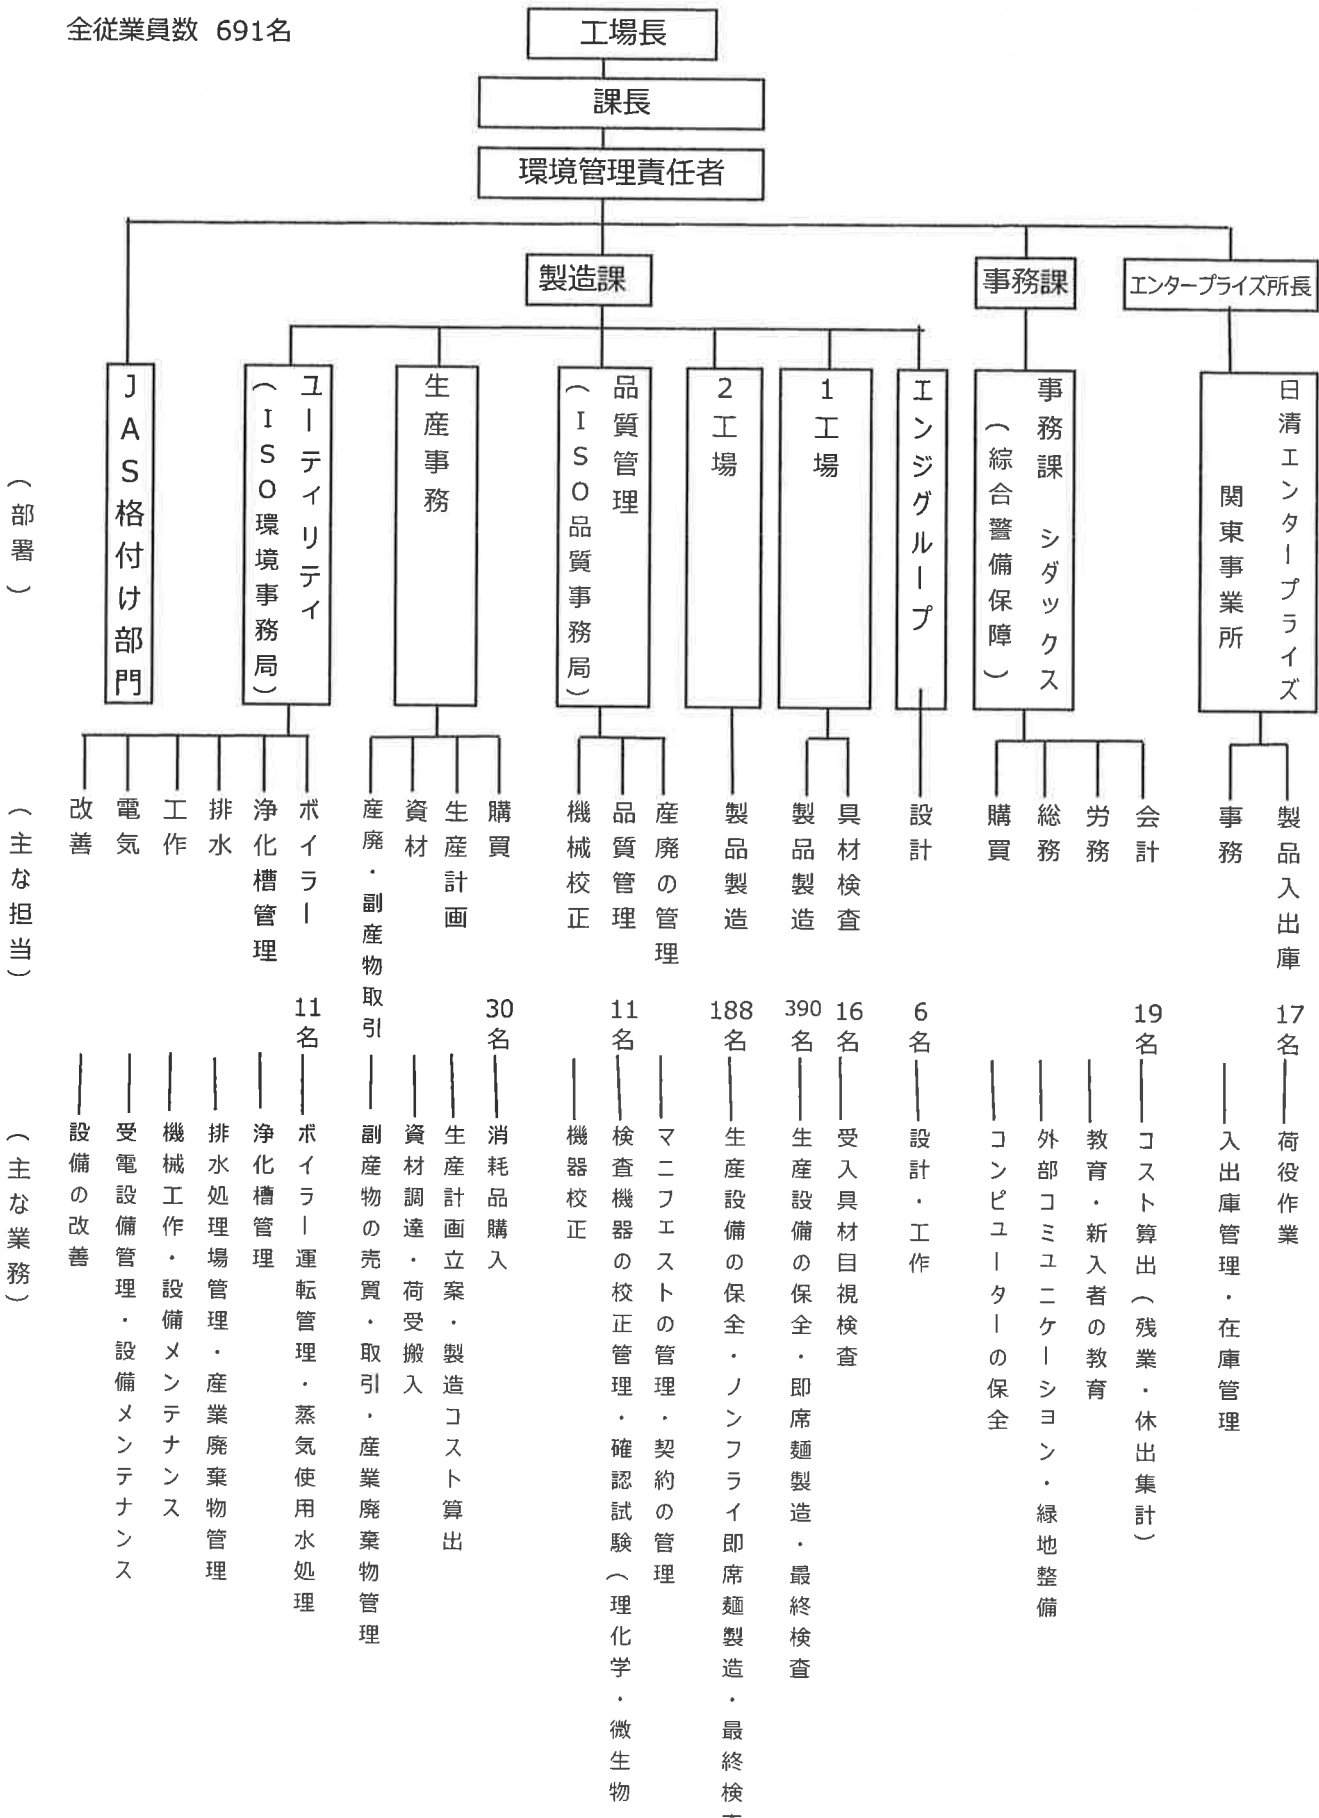 全従業員数 691名
工場長
課長
環境管理責任者
製造課
事務課
エンタープライズ所長
(部署)
JAS格付け部門
ユーティリティ
(ISO環境事務局)
生産事務
品質管理
(ISO品質事務局)
2工場
1工場
エンジグループ
事務課 シダックス
(綜合警備保障)
日清エンタープライズ
関東事業所
(主な担当)
改善
電気
工作
排水
浄化槽管理
ボイラー
産廃・副産物取引
資材
生産計画
購買
機械校正
品質管理
産廃の管理
製品製造
製品製造
具材検査
設計
購買
総務
労務
会計
事務
製品入出庫
11名
30名
11名
188名
390名
16名
6名
19名
17名
(主な業務)
設備の改善
受電設備管理・設備メンテナンス
機械工作・設備メンテナンス
排水処理場管理・産業廃棄物管理
浄化槽管理
ボイラー運転管理・蒸気使用水処理
副産物の売買・取引・産業廃棄物管理
資材調達・荷受搬入
生産計画立案・製造コスト算出
消耗品購入
機器校正
検査機器の校正管理・確認試験(理化学・微生物
マニフェストの管理・契約の管理
生産設備の保全・ノンフライ即席麺製造・最終検
生産設備の保全・即席麺製造・最終検査
受入具材目視検査
設計・工作
コンピューターの保全
外部コミュニケーション・緑地整備
教育・新入者の教育
コスト算出(残業・休出集計)
入出庫管理・在庫管理
荷役作業